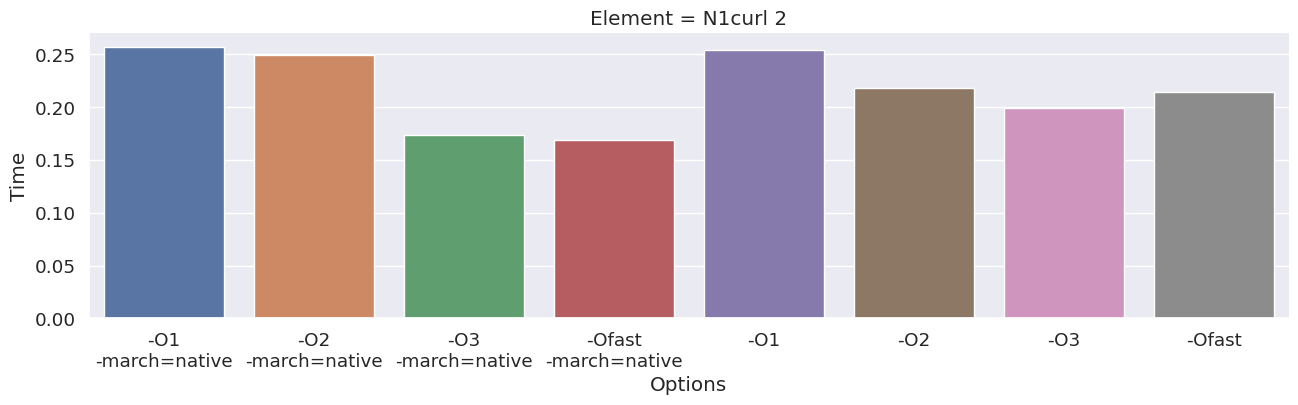 Element = N1curl 2
Time
0.25
0.20
0.15
0.10
0.05
0.00
-O1 -O2 -O3 -Ofast -O1 -O2 -O3 -Ofast
-march=native -march=native -march=native -march=native
Options